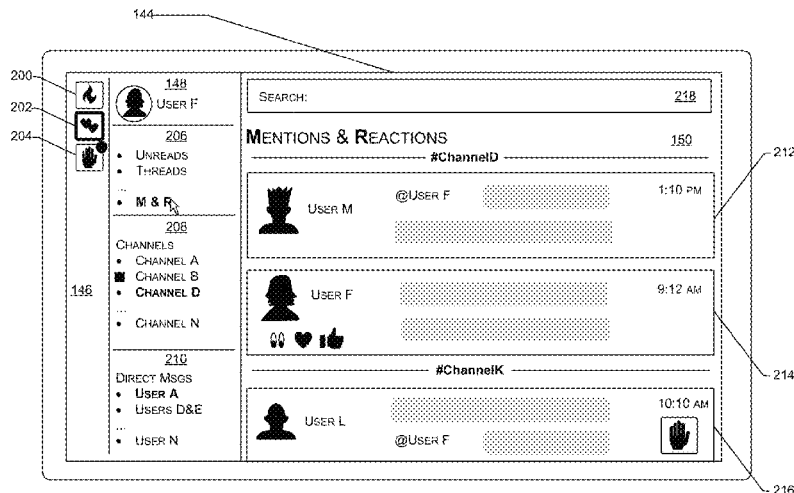 144
200
202
204
148
USER F
206
• UNREADS
• THREADS
...
• M & R
208
CHANNELS
• CHANNEL A
CHANNEL B
• CHANNEL D
...
• CHANNEL N
146
210
DIRECT MSGS
• USER A
• USERS D&E
...
• USER N
SEARCH: 218
MENTIONS & REACTIONS 150
#ChannelD
USER M @USER F 1:10 PM
212
USER F 9:12 AM
214
#ChannelK
USER L 10:10 AM
@USER F
216